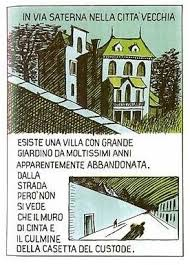 IN VIA SATERNA NELLA CITTA' VECCHIA
ESISTE UNA VILLA CON GRANDE
GIARDINO DA MOLTISSIMI ANNI
APPARENTEMENTE ABBANDONATA.
DALLA
STRADA
PERO' NON
SI VEDE
CHE IL MURO
DI CINTA E
IL CULMINE
DELLA CASETTA DEL CUSTODE.